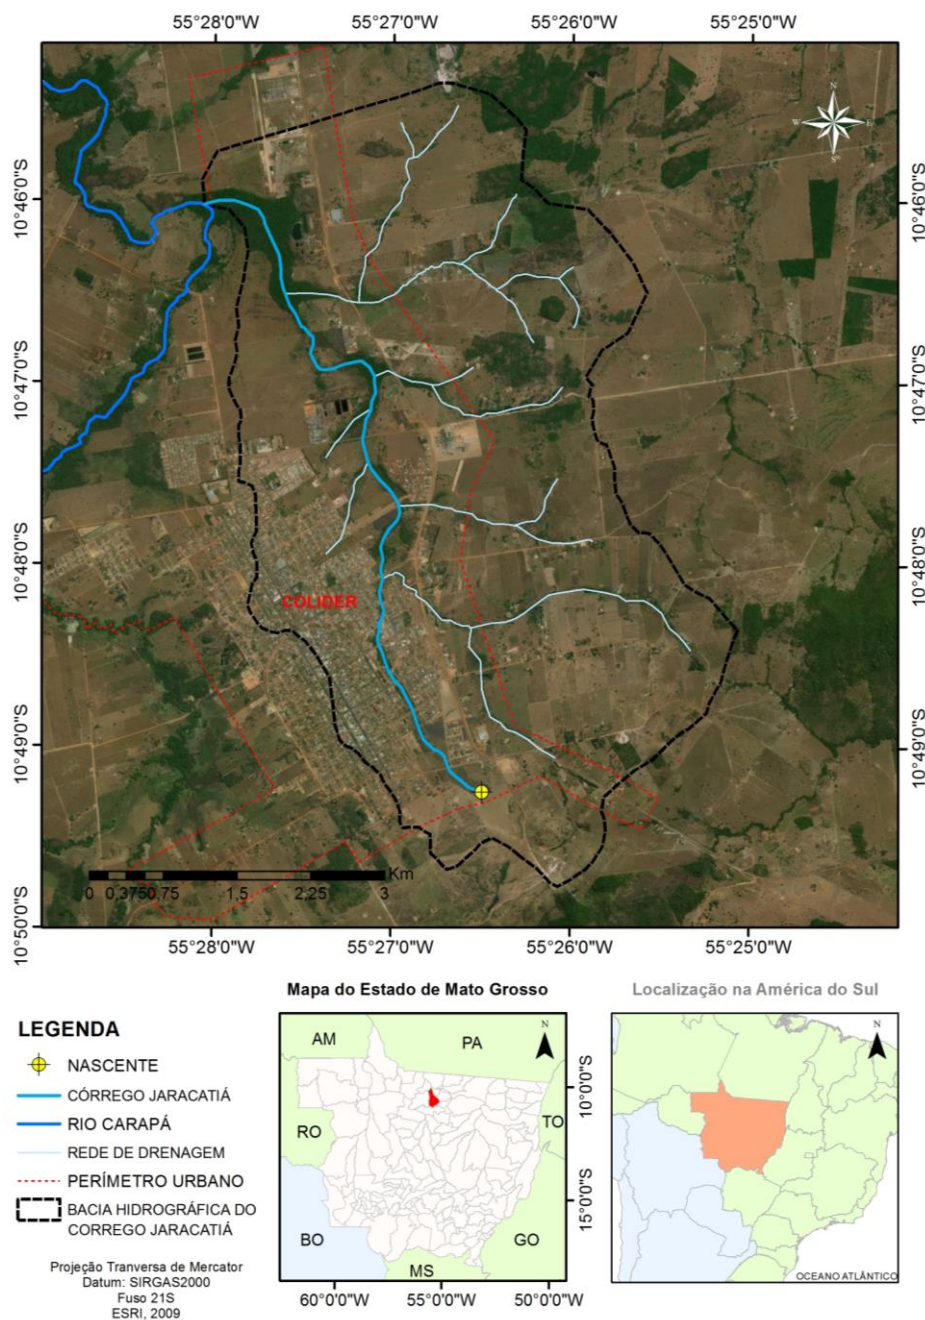 55°28'0"W 55°27'0"W 55°26'0"W 55°25'0"W
N
W E
S
10°46'0"S 10°46'0"S
10°47'0"S 10°47'0"S
10°48'0"S 10°48'0"S
COLIDER
10°49'0"S 10°49'0"S
Km
0 0,375 0,75 1,5 2,25 3
10°50'0"S
55°28'0"W 55°27'0"W 55°26'0"W 55°25'0"W
Mapa do Estado de Mato Grosso
Localização na América do Sul
LEGENDA
NASCENTE
CÓRREGO JARACATIÁ
RIO CARAPÁ
REDE DE DRENAGEM
PERÍMETRO URBANO
BACIA HIDROGRÁFICA DO
CORREGO JARACATIÁ
Projeção Tranversa de Mercator
Datum: SIRGAS2000
Fuso 21S
ESRI, 2009
AM PA N
10°0'0"S
RO TO
15°0'0"S
BO GO
MS
60°0'0"W 55°0'0"W 50°0'0"W
N
OCEANO ATLÂNTICO